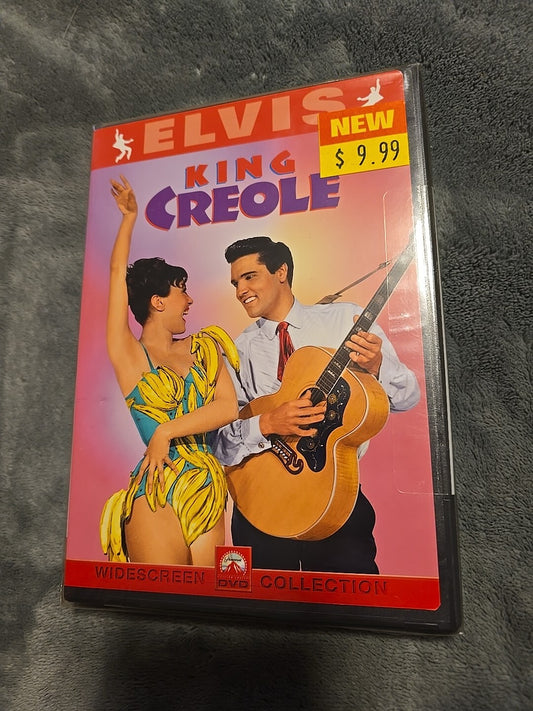 ELVIS
NEW
$ 9.99
KING
CREOLE
WIDESCREEN DVD COLLECTION